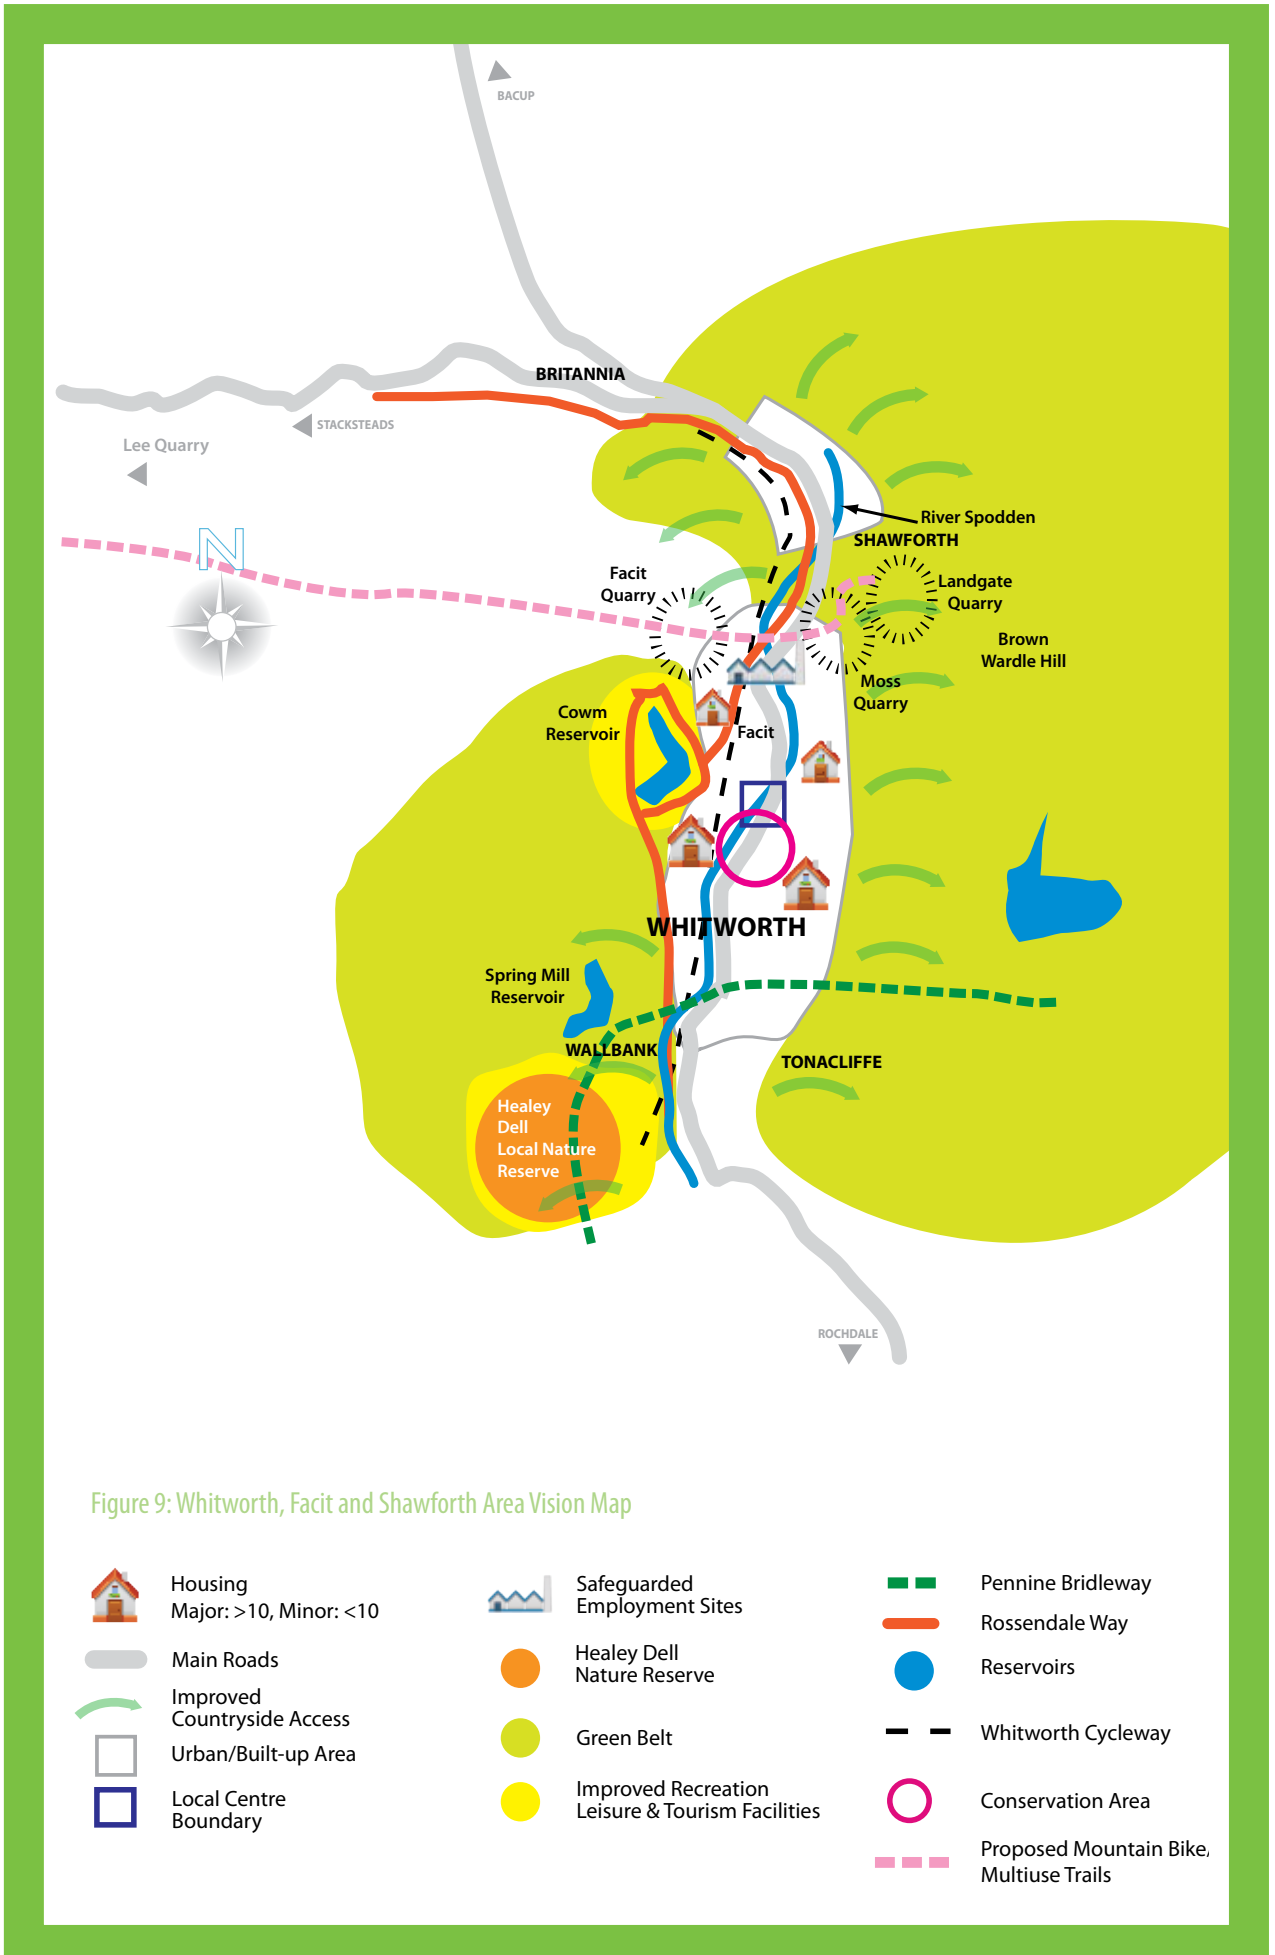 BACUP
BRITANNIA
STACKSTEADS
Lee Quarry
N
River Spodden
SHAWFORTH
Facit
Quarry
Landgate
Quarry
Brown
Wardle Hill
Moss
Quarry
Cowm
Reservoir
Facit
WHITWORTH
Spring Mill
Reservoir
WALLBANK
TONACLIFFE
Healey
Dell
Local Nature
Reserve
ROCHDALE
Figure 9: Whitworth, Facit and Shawforth Area Vision Map
Housing
Major: >10, Minor: <10
Main Roads
Improved
Countryside Access
Urban/Built-up Area
Local Centre
Boundary
Safeguarded
Employment Sites
Healey Dell
Nature Reserve
Green Belt
Improved Recreation
Leisure & Tourism Facilities
Pennine Bridleway
Rossendale Way
Reservoirs
Whitworth Cycleway
Conservation Area
Proposed Mountain Bike/
Multiuse Trails